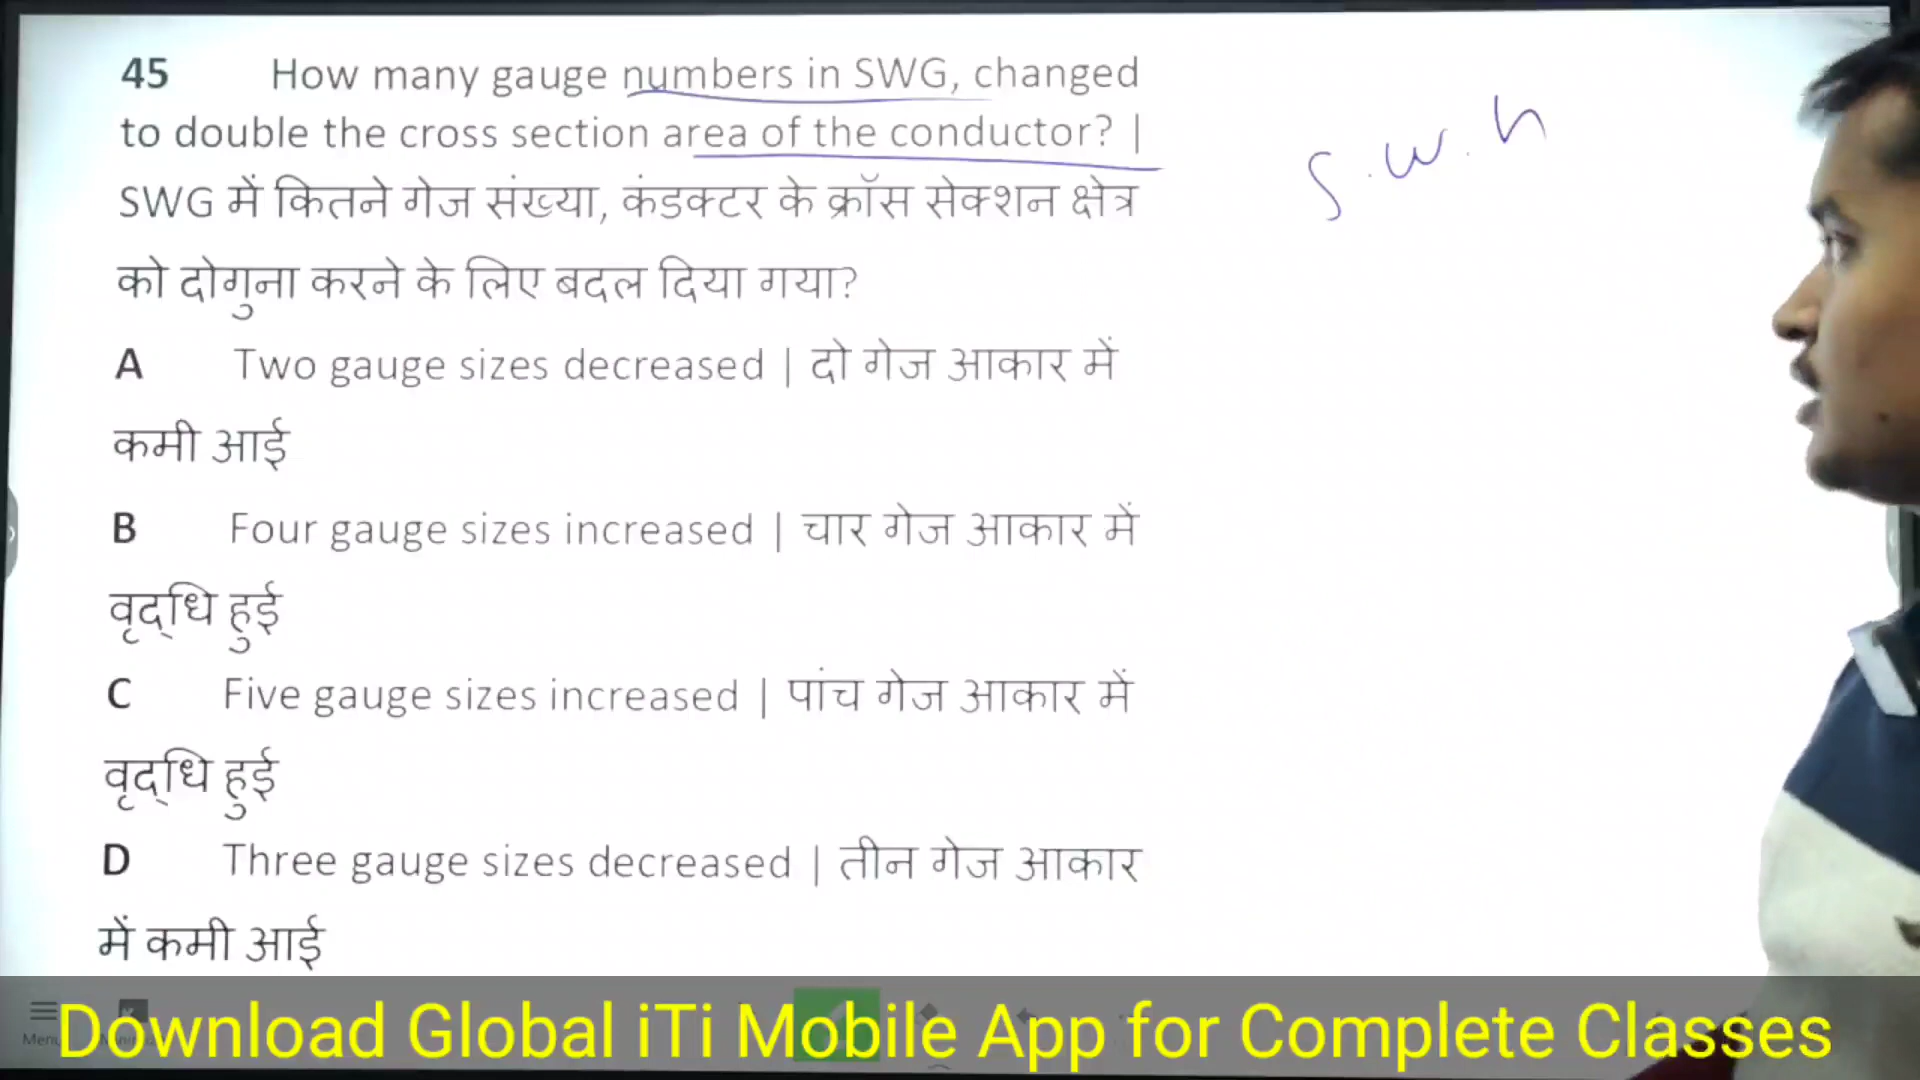 45 How many gauge numbers in SWG, changed
to double the cross section area of the conductor? |
SWG में कितने गेज संख्या, कंडक्टर के क्रॉस सेक्शन क्षेत्र
को दोगुना करने के लिए बदल दिया गया?
A Two gauge sizes decreased | दो गेज आकार में
कमी आई
B Four gauge sizes increased | चार गेज आकार में
वृद्धि हुई
C Five gauge sizes increased | पांच गेज आकार में
वृद्धि हुई
D Three gauge sizes decreased | तीन गेज आकार
में कमी आई
S.W.h
Download Global iTi Mobile App for Complete Classes